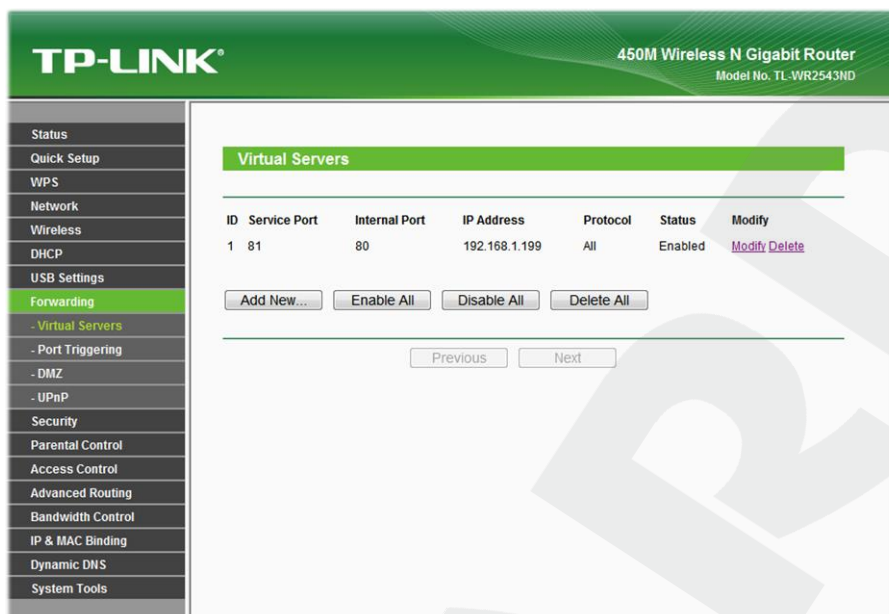 TP-LINK®
450M Wireless N Gigabit Router
Model No. TL-WR2543ND
Status
Quick Setup
WPS
Network
Wireless
DHCP
USB Settings
Forwarding
- Virtual Servers
- Port Triggering
- DMZ
- UPnP
Security
Parental Control
Access Control
Advanced Routing
Bandwidth Control
IP & MAC Binding
Dynamic DNS
System Tools
Virtual Servers
ID Service Port Internal Port IP Address Protocol Status Modify
1 81 80 192.168.1.199 All Enabled Modify Delete
Add New... Enable All Disable All Delete All
Previous Next